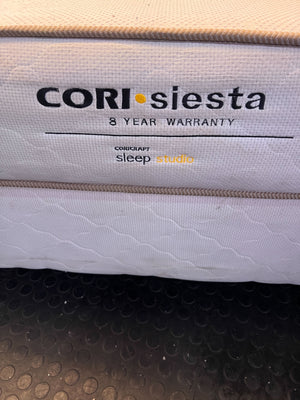 CORI•siesta
8 YEAR WARRANTY
CORICRAFT
sleep studio